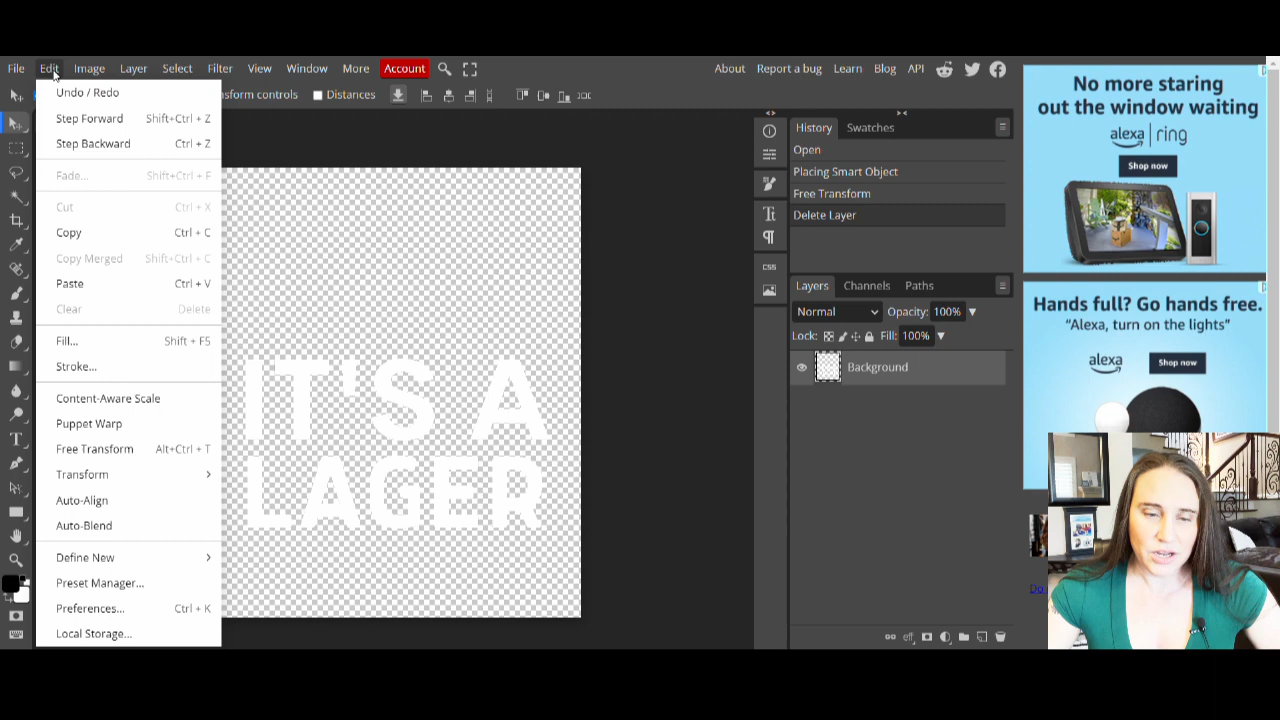 File Edit Image Layer Select Filter View Window More Account
About Report a bug Learn Blog API
sform controls Distances
Undo / Redo
Step Forward Shift+Ctrl + Z
Step Backward Ctrl + Z
Fade... Shift+Ctrl + F
Cut Ctrl + X
Copy Ctrl + C
Copy Merged Shift+Ctrl + C
Paste Ctrl + V
Clear Delete
Fill... Shift + F5
Stroke...
Content-Aware Scale
Puppet Warp
Free Transform Alt+Ctrl + T
Transform
Auto-Align
Auto-Blend
Define New
Preset Manager...
Preferences... Ctrl + K
Local Storage...
IT'S A
LAGER
CSS
History Swatches
Open
Placing Smart Object
Free Transform
Delete Layer
Layers Channels Paths
Normal Opacity: 100%
Lock: Fill: 100%
Background
eff
No more staring
out the window waiting
alexa | ring
Shop now
Hands full? Go hands free.
“Alexa, turn on the lights”
alexa Shop now
Do